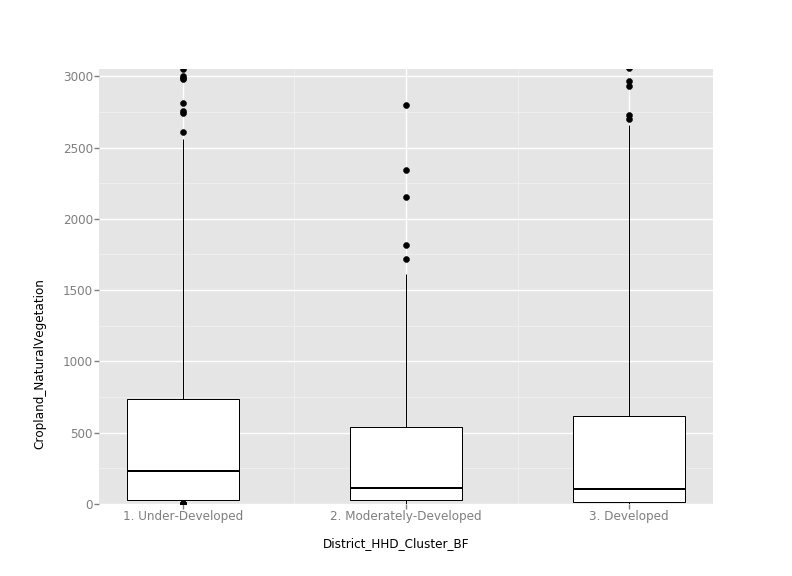 3000
2500
2000
1500
1000
500
0
Cropland_NaturalVegetation
1. Under-Developed
2. Moderately-Developed
3. Developed
District_HHD_Cluster_BF